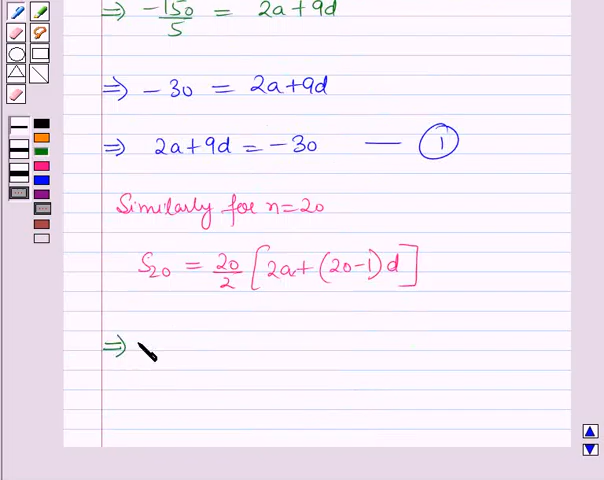 ⇒ -150/5 = 2a+9d
⇒ -30 = 2a+9d
⇒ 2a+9d = -30 — ①
Similarly for n=20
S₂₀ = 20/2 [2a+(20-1)d]
⇒